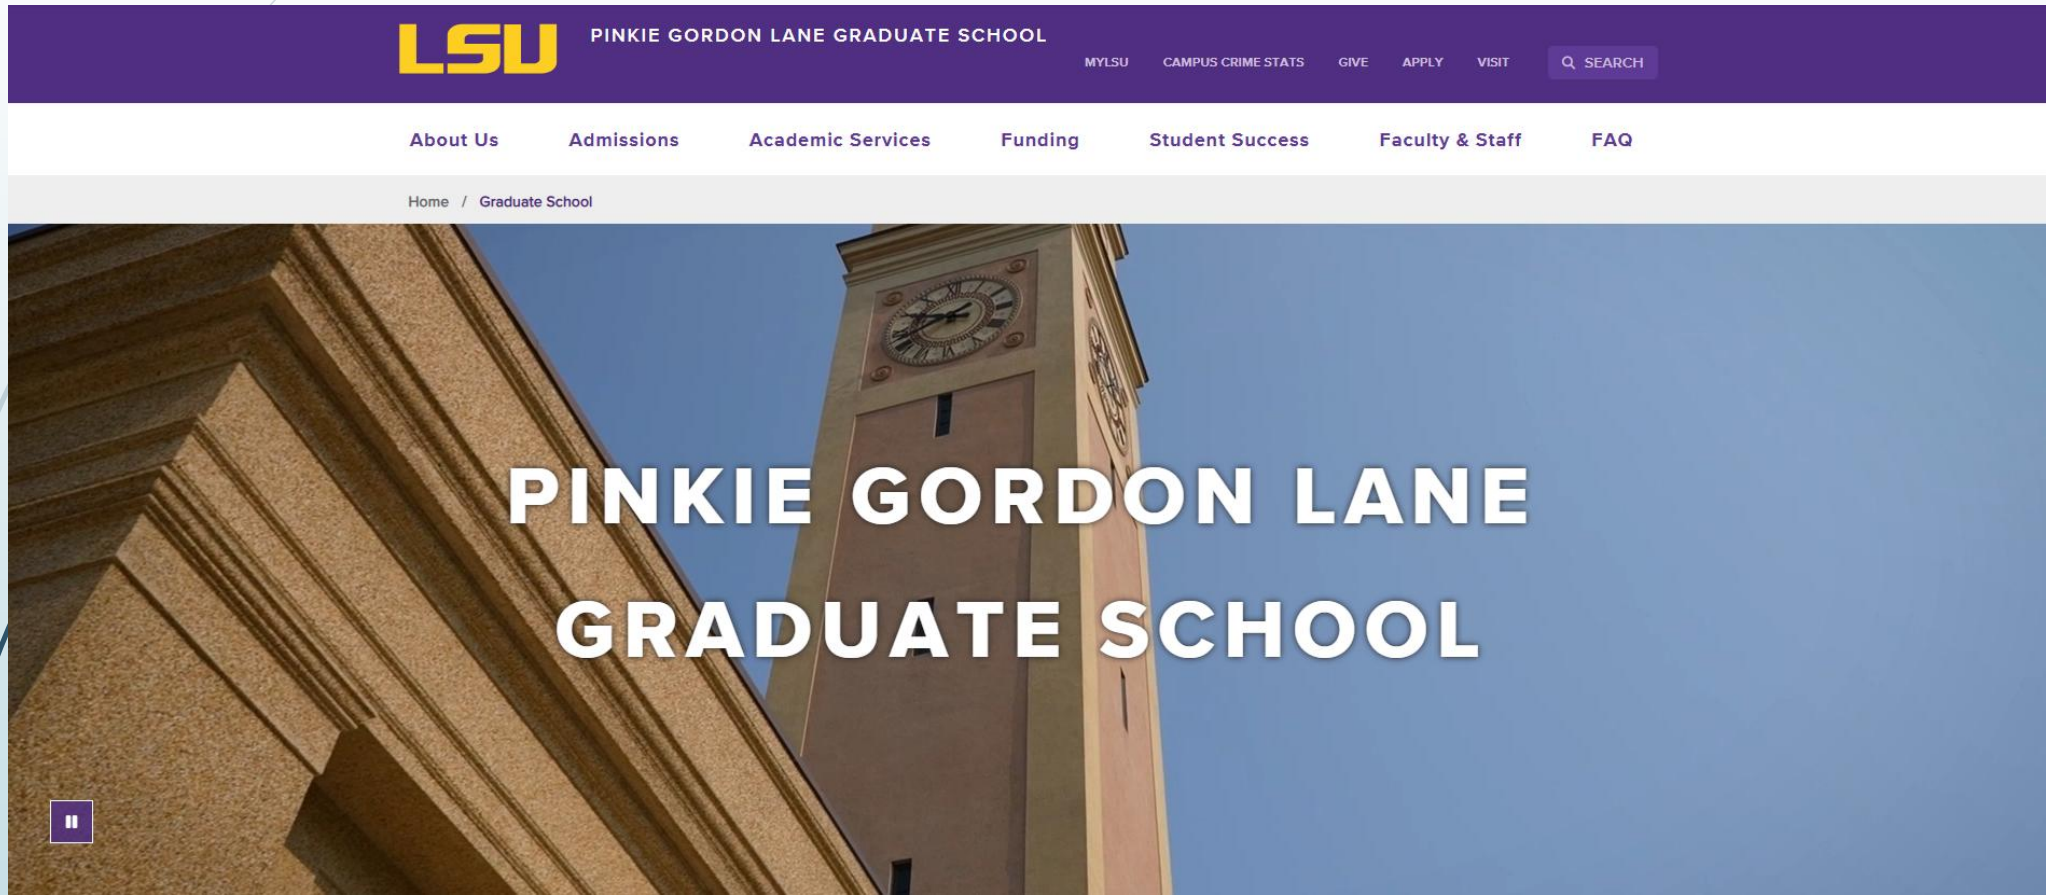 LSU
PINKIE GORDON LANE GRADUATE SCHOOL
MYLSU CAMPUS CRIME STATS GIVE APPLY VISIT SEARCH
About Us Admissions Academic Services Funding Student Success Faculty & Staff FAQ
Home / Graduate School
PINKIE GORDON LANE
GRADUATE SCHOOL